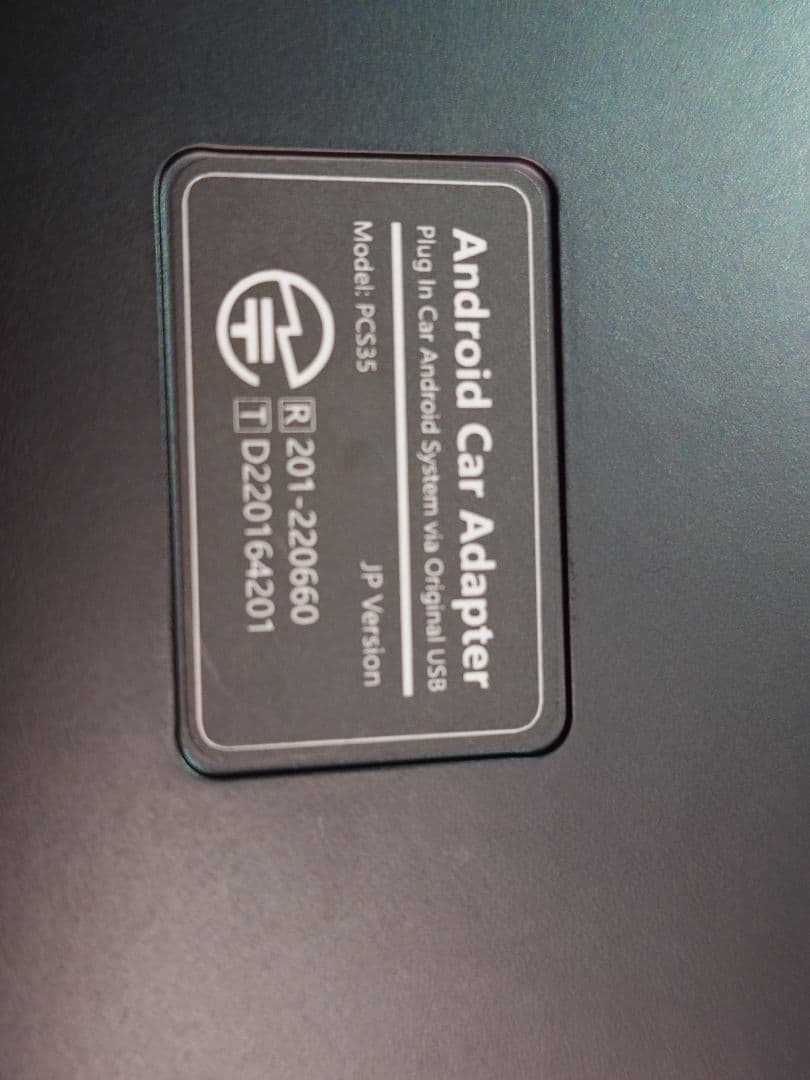 Android Car Adapter
Plug In Car Android System via Original USB
Model: PCS35 JP Version
R 201-220660
T D220164201